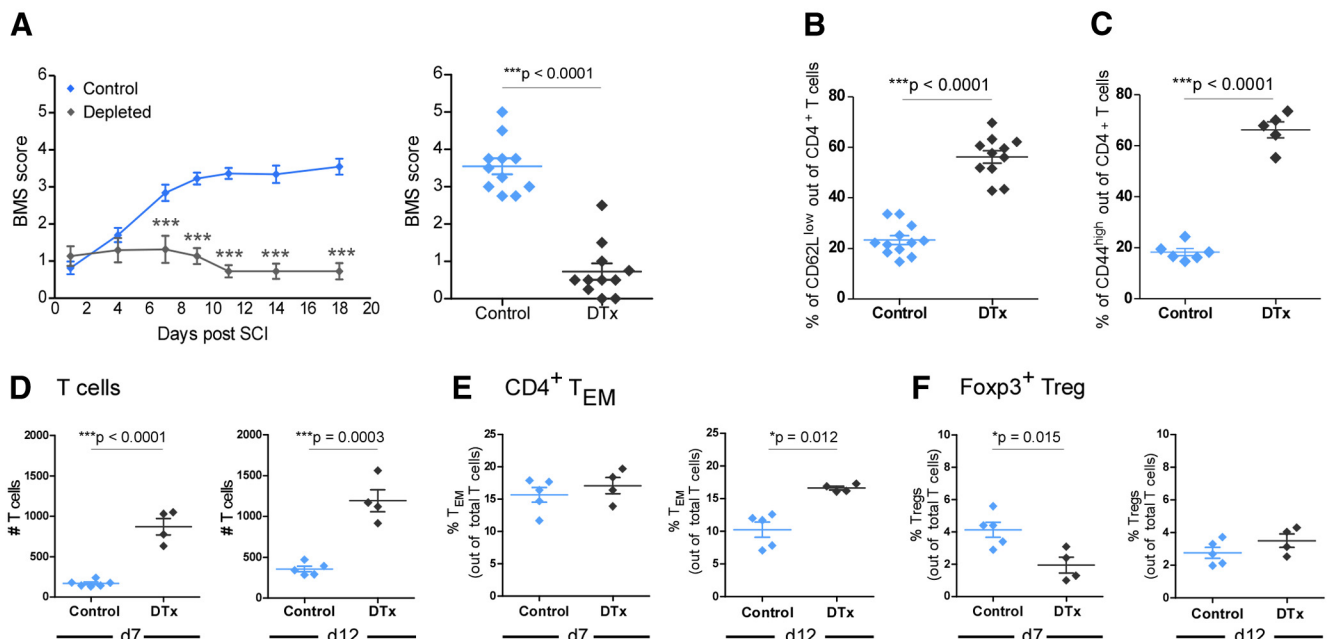 A
B
C
6
5
4
3
2
1
0
BMS score
Control
Depleted
***
***
***
***
***
0 2 4 6 8 10 12 14 16 18 20
Days post SCI
6
5
4
3
2
1
0
BMS score
***p < 0.0001
Control DTx
80
60
40
20
0
% of CD62L^low out of CD4^+ T cells
***p < 0.0001
Control DTx
80
60
40
20
0
% of CD44^high out of CD4+ T cells
***p < 0.0001
Control DTx
D T cells
E CD4^+ T_EM
F Foxp3^+ Treg
2000
1500
1000
500
0
# T cells
***p < 0.0001
Control DTx
d7
2000
1500
1000
500
0
# T cells
***p = 0.0003
Control DTx
d12
25
20
15
10
5
0
% T_EM
(out of total T cells)
Control DTx
d7
25
20
15
10
5
0
% T_EM
(out of total T cells)
*p = 0.012
Control DTx
d12
10
8
6
4
2
0
% Tregs
(out of total T cells)
*p = 0.015
Control DTx
d7
10
8
6
4
2
0
% Tregs
(out of total T cells)
Control DTx
d12